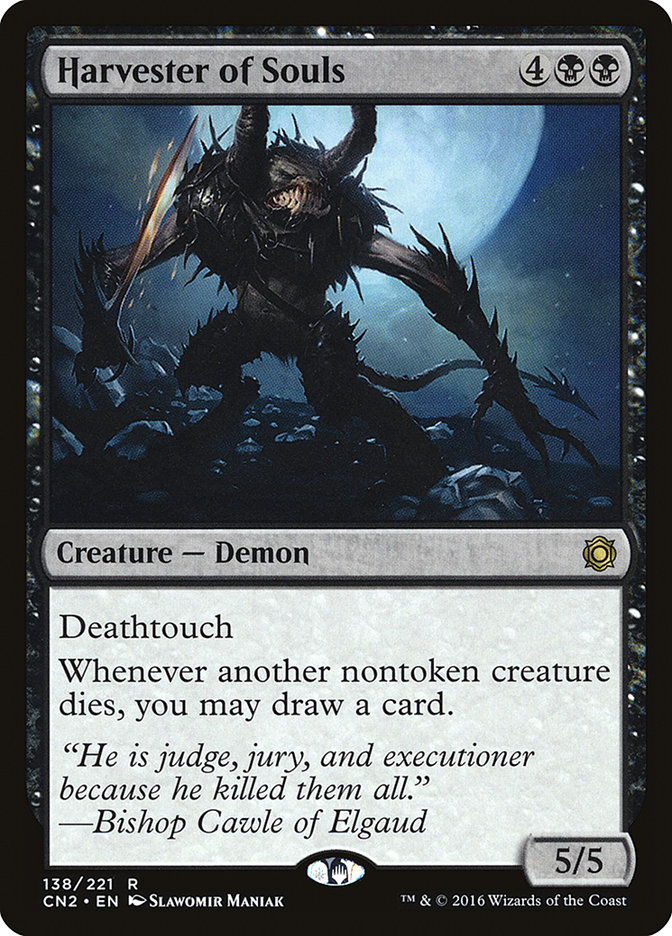 Harvester of Souls 4
Creature — Demon
Deathtouch
Whenever another nontoken creature
dies, you may draw a card.
“He is judge, jury, and executioner
because he killed them all.”
—Bishop Cawle of Elgaud
5/5
138/221 R
CN2 • EN Slawomir Maniak ™ & © 2016 Wizards of the Coast